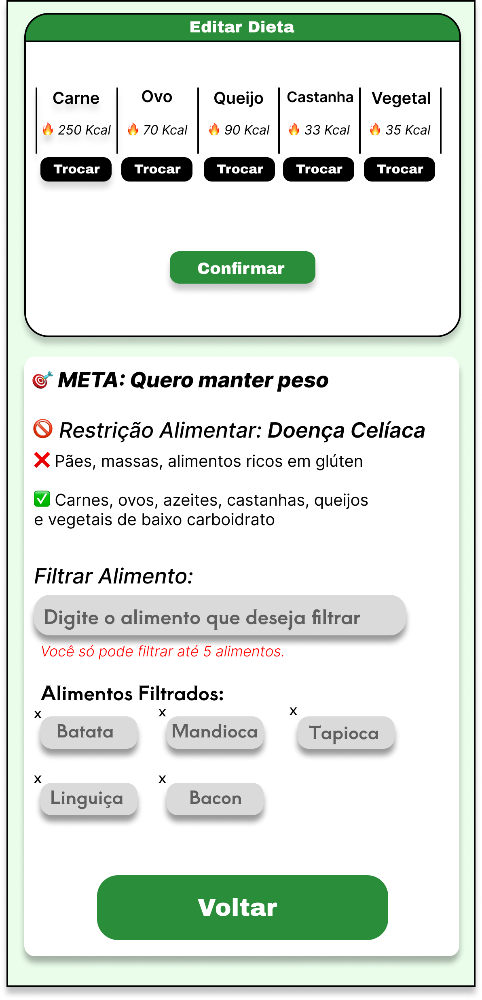 Editar Dieta
Carne Ovo Queijo Castanha Vegetal
🔥 250 Kcal 🔥 70 Kcal 🔥 90 Kcal 🔥 33 Kcal 🔥 35 Kcal
Trocar Trocar Trocar Trocar Trocar
Confirmar
🎯 META: Quero manter peso
🚫 Restrição Alimentar: Doença Celíaca
❌ Pães, massas, alimentos ricos em glúten
✅ Carnes, ovos, azeites, castanhas, queijos
e vegetais de baixo carboidrato
Filtrar Alimento:
Digite o alimento que deseja filtrar
Você só pode filtrar até 5 alimentos.
Alimentos Filtrados:
x x x
Batata Mandioca Tapioca
x x
Linguiça Bacon
Voltar